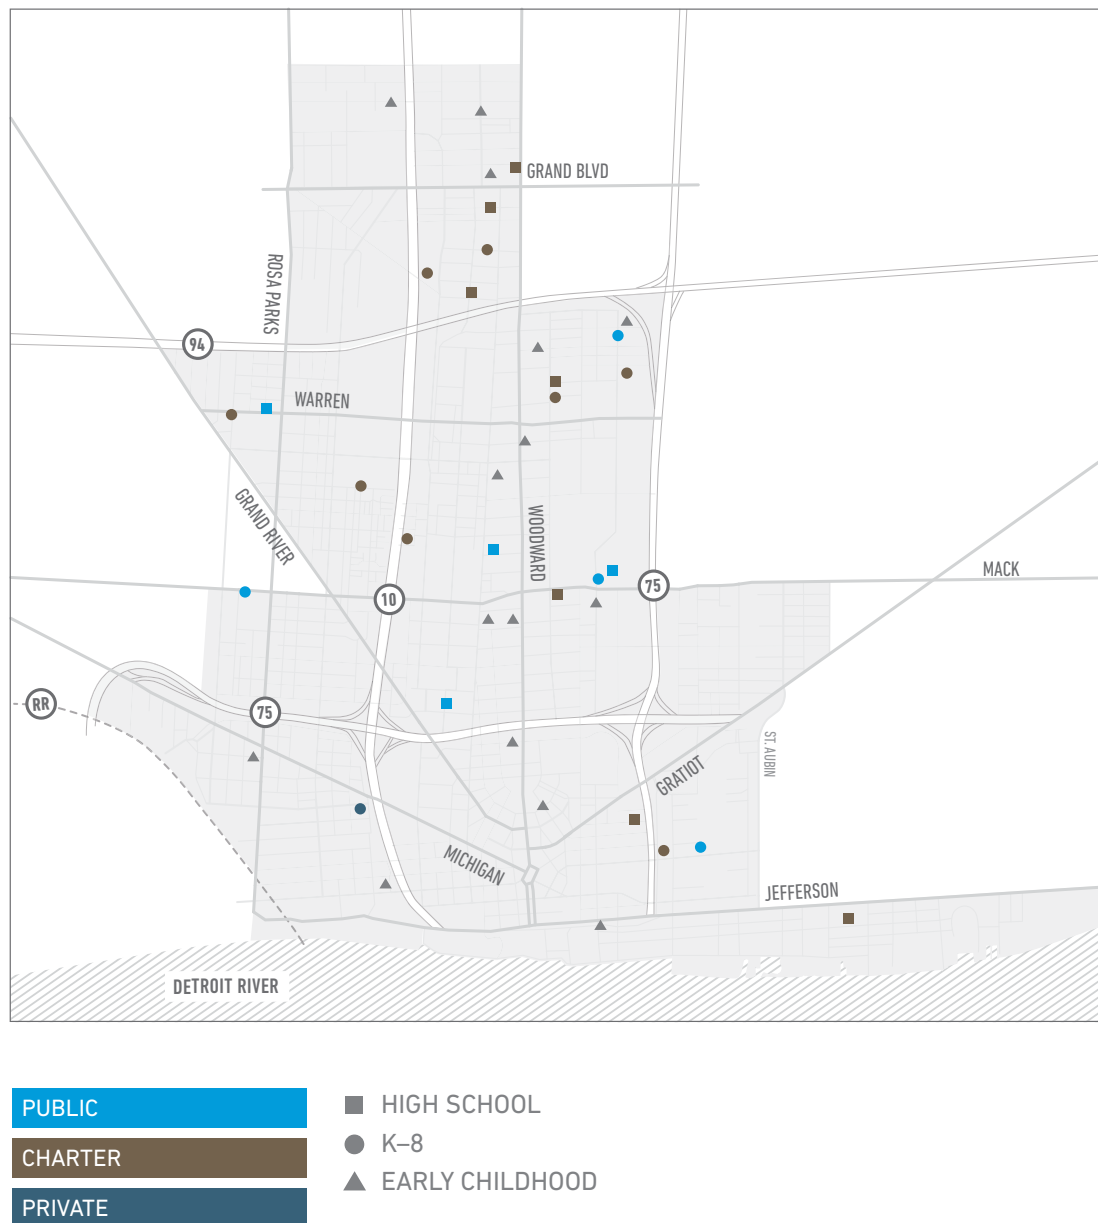 GRAND BLVD
ROSA PARKS
94
WARREN
GRAND RIVER
WOODWARD
MACK
10
75
RR
75
ST. AUBIN
GRATIOT
MICHIGAN
JEFFERSON
DETROIT RIVER
PUBLIC
HIGH SCHOOL
K–8
CHARTER
EARLY CHILDHOOD
PRIVATE